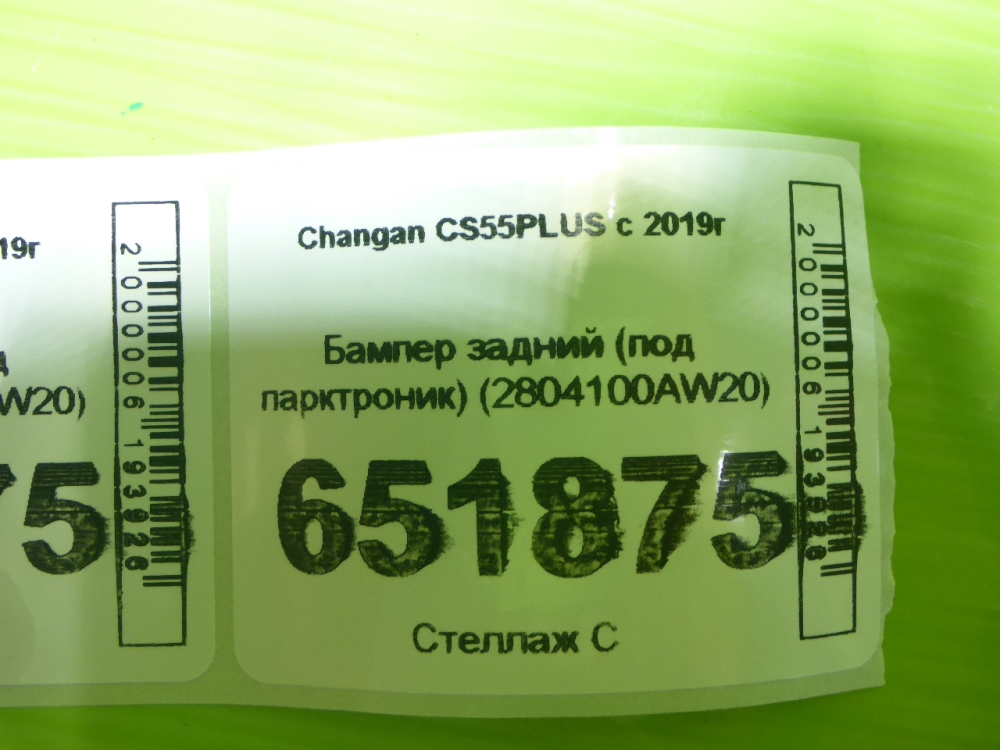 19г
W20)
75
2000006193926
Changan CS55PLUS с 2019г
Бампер задний (под
парктроник) (2804100AW20)
651875
Стеллаж С
2000006193926